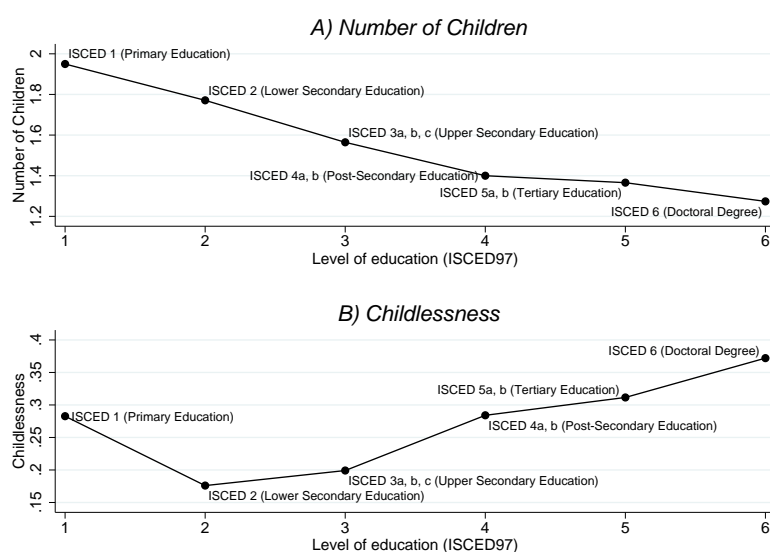 A) Number of Children
Number of Children
2
1.8
1.6
1.4
1.2
ISCED 1 (Primary Education)
ISCED 2 (Lower Secondary Education)
ISCED 3a, b, c (Upper Secondary Education)
ISCED 4a, b (Post-Secondary Education)
ISCED 5a, b (Tertiary Education)
ISCED 6 (Doctoral Degree)
1 2 3 4 5 6
Level of education (ISCED97)
B) Childlessness
Childlessness
.4
.35
.3
.25
.2
.15
ISCED 6 (Doctoral Degree)
ISCED 5a, b (Tertiary Education)
ISCED 1 (Primary Education)
ISCED 4a, b (Post-Secondary Education)
ISCED 3a, b, c (Upper Secondary Education)
ISCED 2 (Lower Secondary Education)
1 2 3 4 5 6
Level of education (ISCED97)